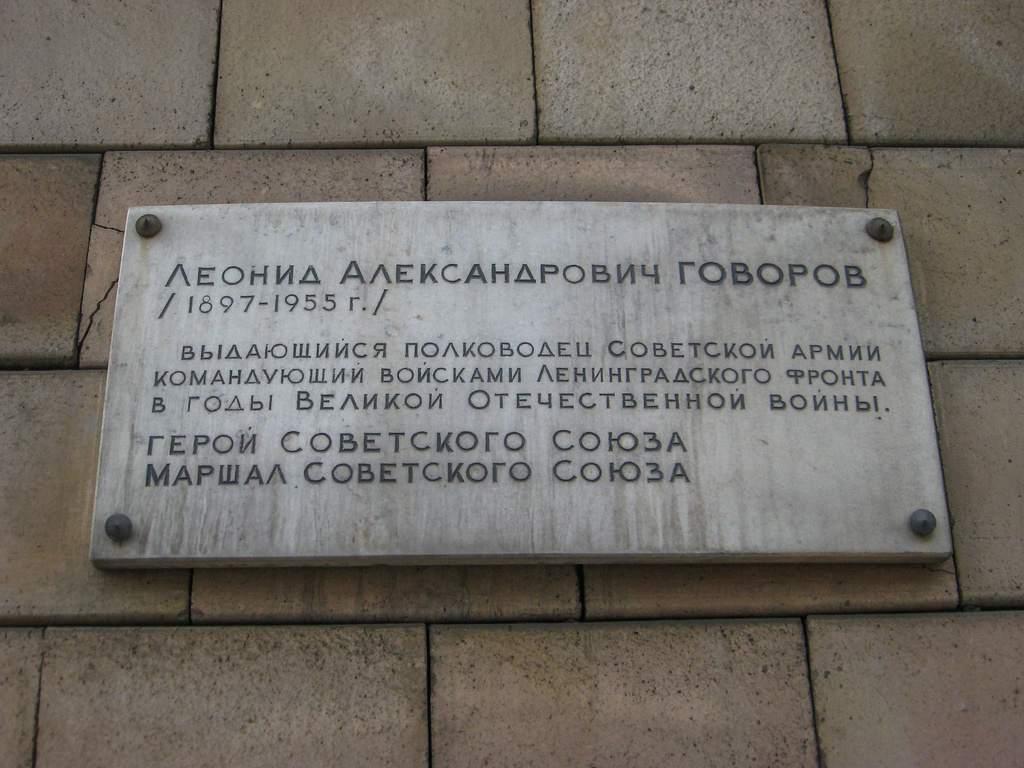 Леонид Александрович ГОВОРОВ
/1897-1955 г./
ВЫДАЮЩИЙСЯ ПОЛКОВОДЕЦ СОВЕТСКОЙ АРМИИ
КОМАНДУЮЩИЙ ВОЙСКАМИ ЛЕНИНГРАДСКОГО ФРОНТА
В ГОДЫ ВЕЛИКОЙ ОТЕЧЕСТВЕННОЙ ВОЙНЫ.
ГЕРОЙ СОВЕТСКОГО СОЮЗА
МАРШАЛ СОВЕТСКОГО СОЮЗА